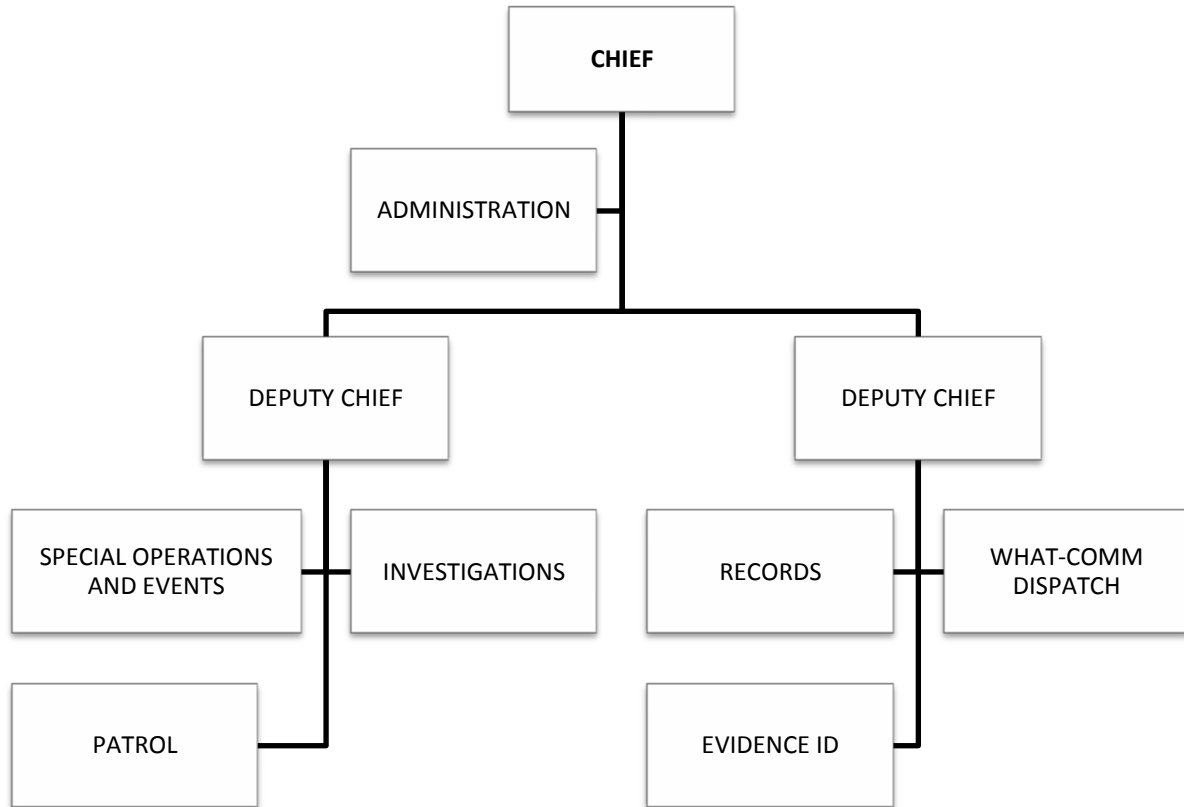 CHIEF
ADMINISTRATION
DEPUTY CHIEF
DEPUTY CHIEF
SPECIAL OPERATIONS
AND EVENTS
INVESTIGATIONS
RECORDS
WHAT-COMM
DISPATCH
PATROL
EVIDENCE ID